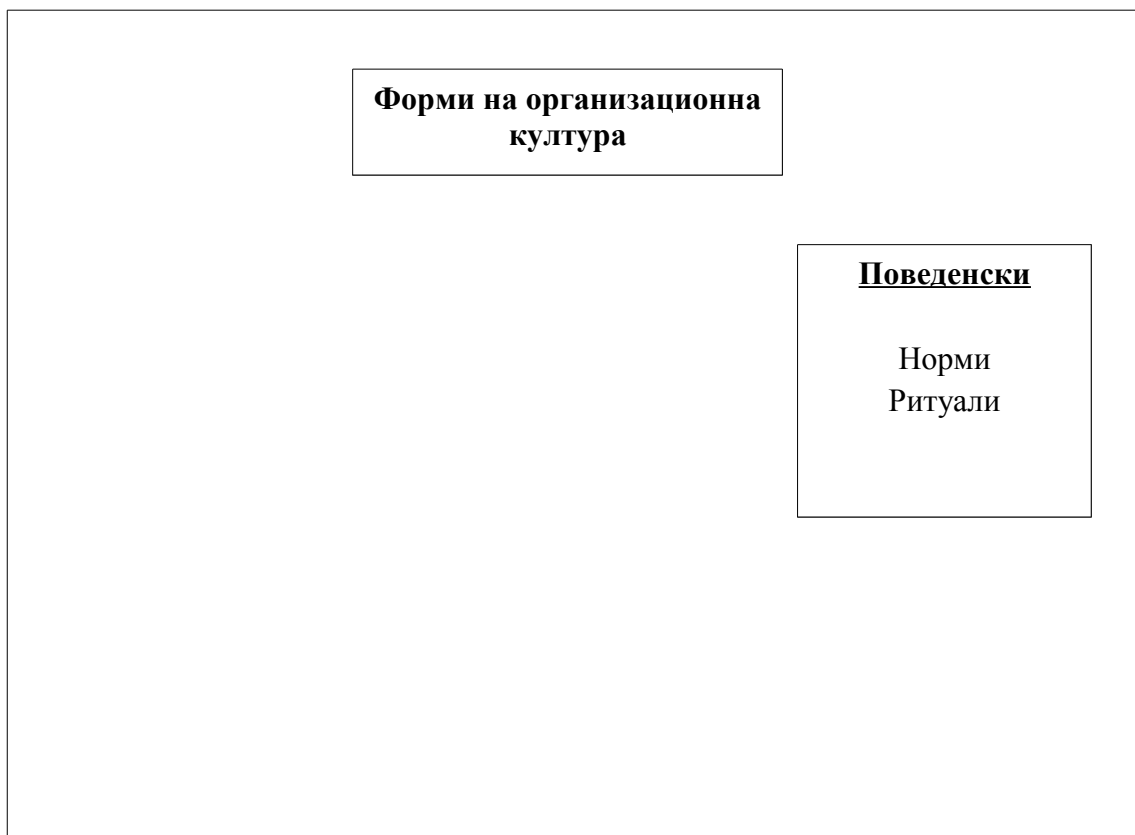 Форми на организационна
култура
Поведенски
Норми
Ритуали